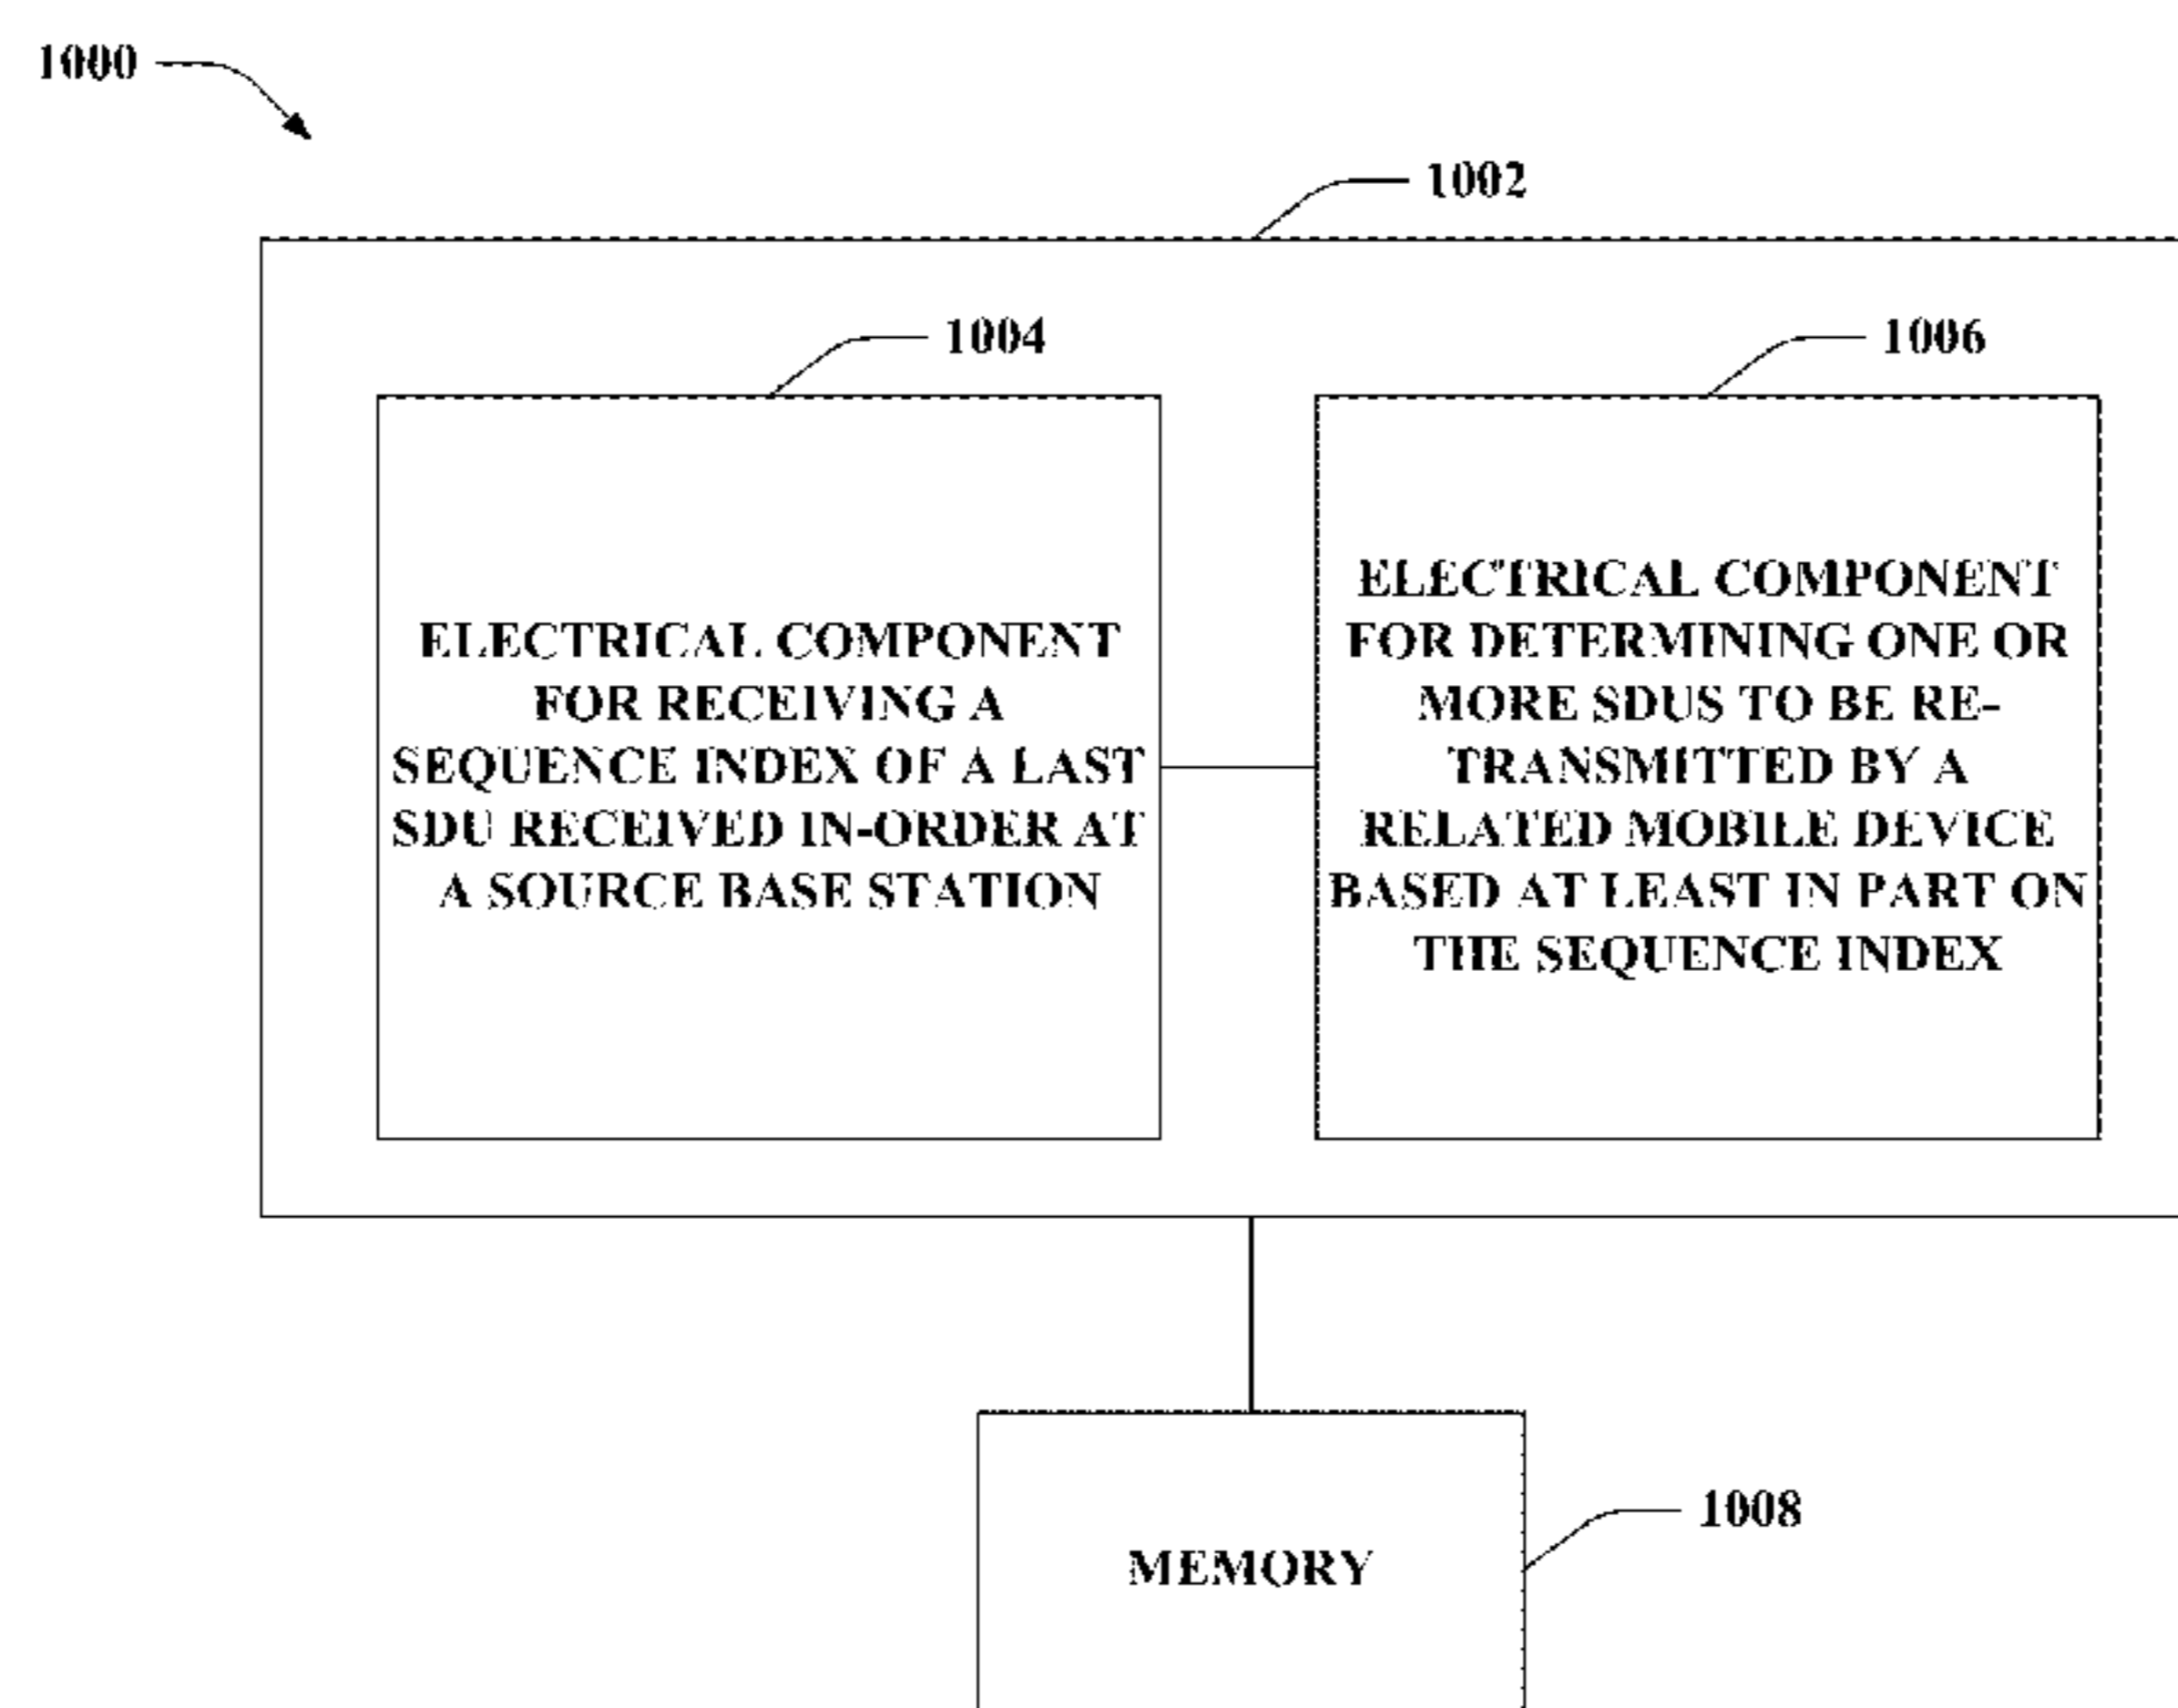 1000
1002
1004
1006
ELECTRICAL COMPONENT
FOR RECEIVING A
SEQUENCE INDEX OF A LAST
SDU RECEIVED IN-ORDER AT
A SOURCE BASE STATION
ELECTRICAL COMPONENT
FOR DETERMINING ONE OR
MORE SDUS TO BE RE-
TRANSMITTED BY A
RELATED MOBILE DEVICE
BASED AT LEAST IN PART ON
THE SEQUENCE INDEX
1008
MEMORY